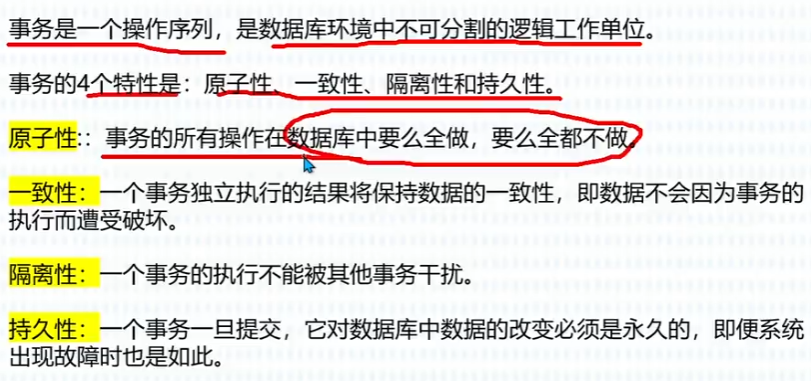 事务是一个操作序列，是数据库环境中不可分割的逻辑工作单位。
事务的4个特性是：原子性、一致性、隔离性和持久性。
原子性:：事务的所有操作在数据库中要么全做，要么全都不做。
一致性：一个事务独立执行的结果将保持数据的一致性，即数据不会因为事务的
执行而遭受破坏。
隔离性：一个事务的执行不能被其他事务干扰。
持久性：一个事务一旦提交，它对数据库中数据的改变必须是永久的，即便系统
出现故障时也是如此。